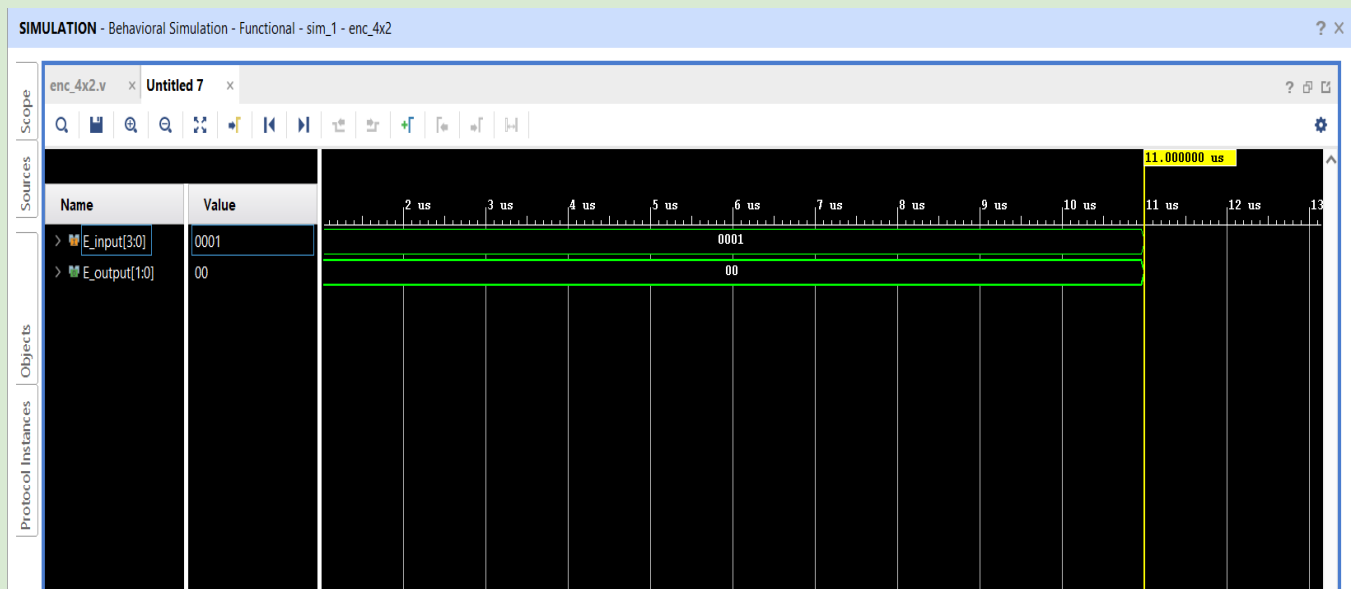 SIMULATION - Behavioral Simulation - Functional - sim_1 - enc_4x2
? ×
Scope
Sources
Objects
Protocol Instances
enc_4x2.v ×
Untitled 7 ×
?
11.000000 us
Name Value
2 us 3 us 4 us 5 us 6 us 7 us 8 us 9 us 10 us 11 us 12 us 13
E_input[3:0] 0001 0001
E_output[1:0] 00 00